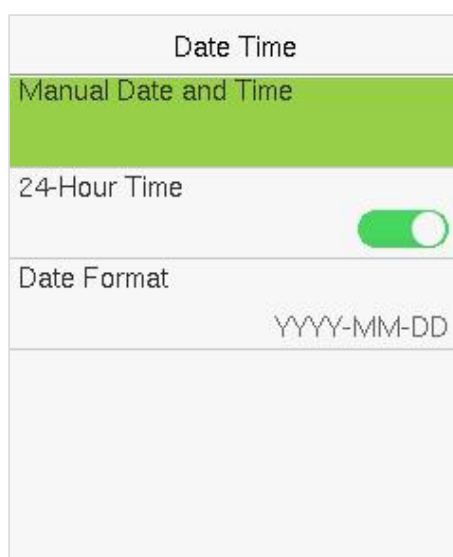 Date Time
Manual Date and Time
24-Hour Time
Date Format
YYYY-MM-DD